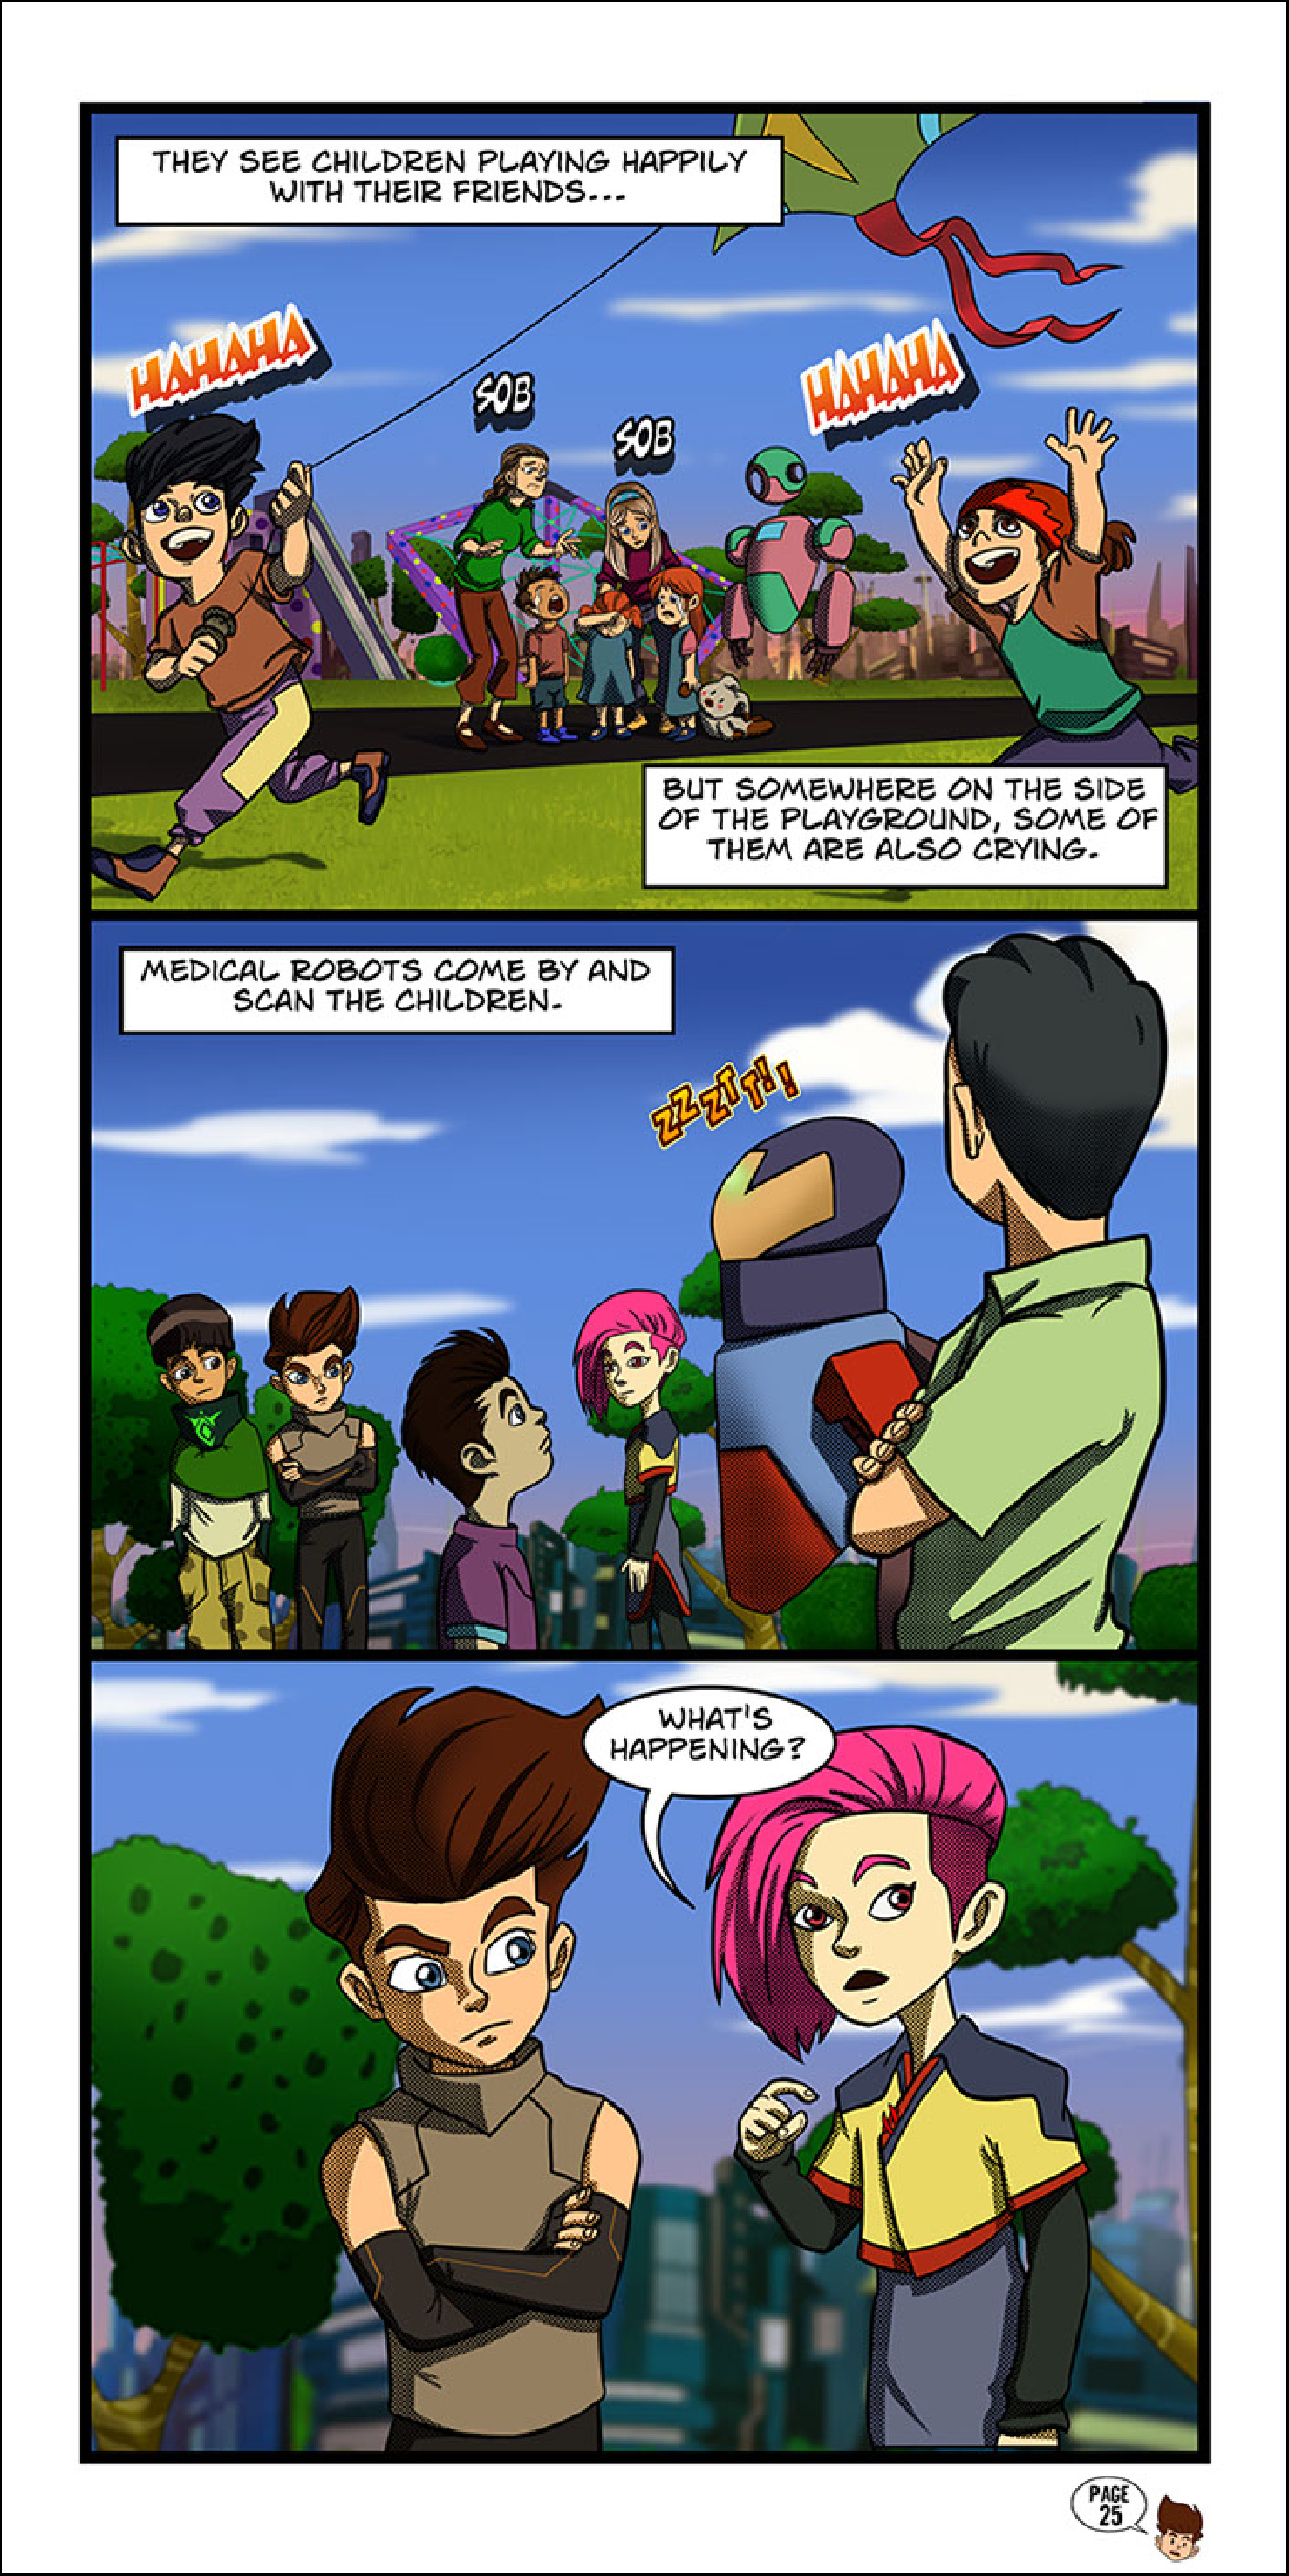 THEY SEE CHILDREN PLAYING HAPPILY
WITH THEIR FRIENDS...
HAHAHA
SOB
SOB
HAHAHA
BUT SOMEWHERE ON THE SIDE
OF THE PLAYGROUND, SOME OF
THEM ARE ALSO CRYING.
MEDICAL ROBOTS COME BY AND
SCAN THE CHILDREN.
ZZZTT!!
WHAT'S
HAPPENING?
PAGE
25